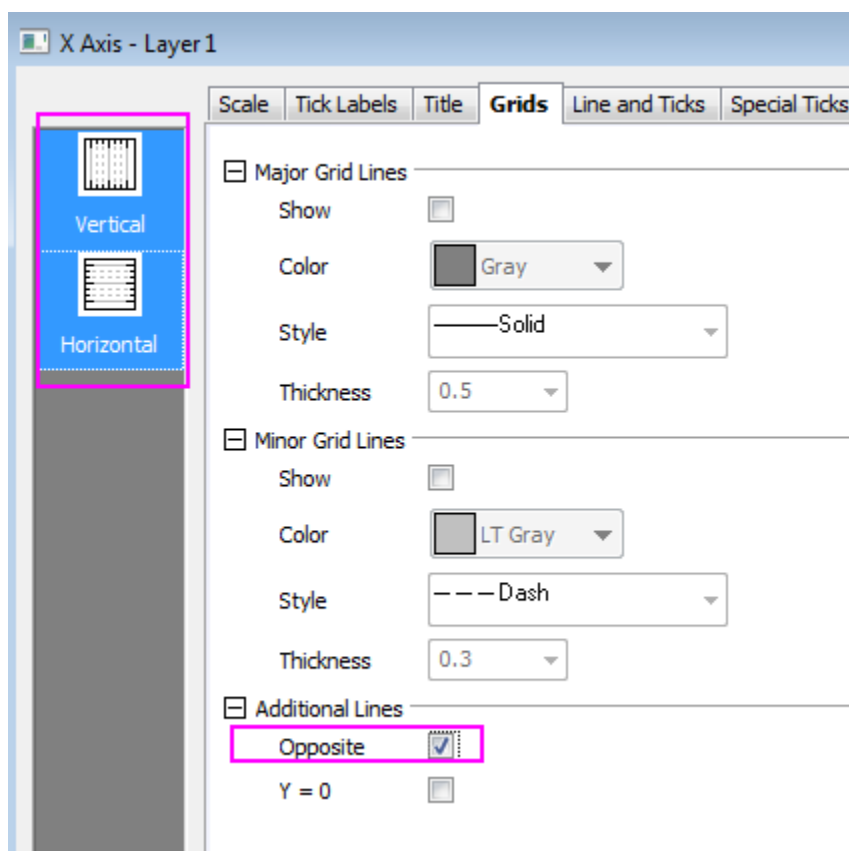 X Axis - Layer 1
Scale Tick Labels Title Grids Line and Ticks Special Ticks
Vertical
Horizontal
Major Grid Lines
Show
Color Gray
Style Solid
Thickness 0.5
Minor Grid Lines
Show
Color LT Gray
Style Dash
Thickness 0.3
Additional Lines
Opposite
Y = 0